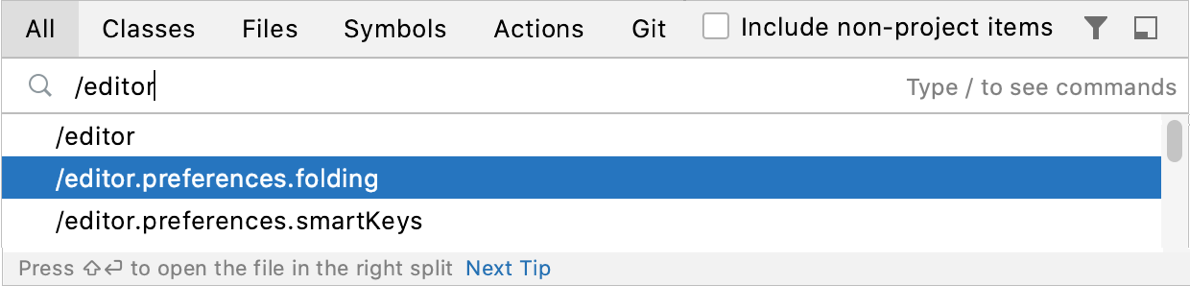 All Classes Files Symbols Actions Git Include non-project items
/editor Type / to see commands
/editor
/editor.preferences.folding
/editor.preferences.smartKeys
Press ⇧⏎ to open the file in the right split Next Tip